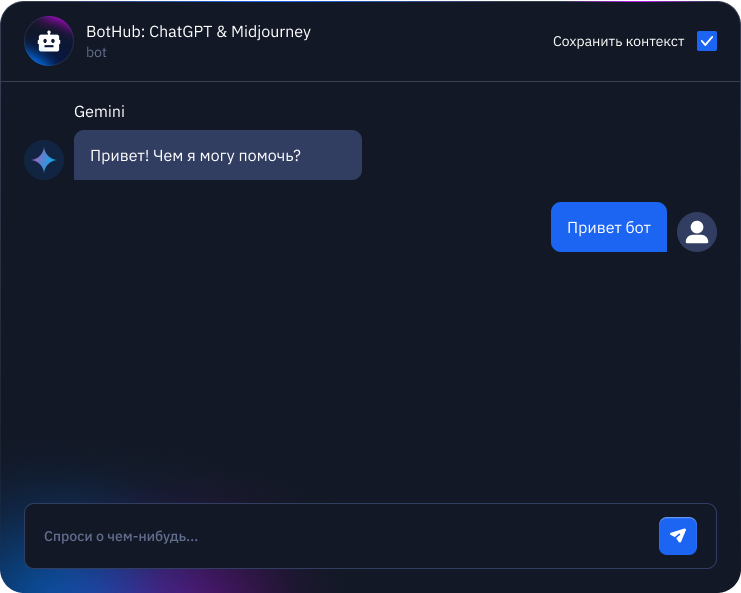 BotHub: ChatGPT & Midjourney
bot
Сохранить контекст
Gemini
Привет! Чем я могу помочь?
Привет бот
Спроси о чем-нибудь...